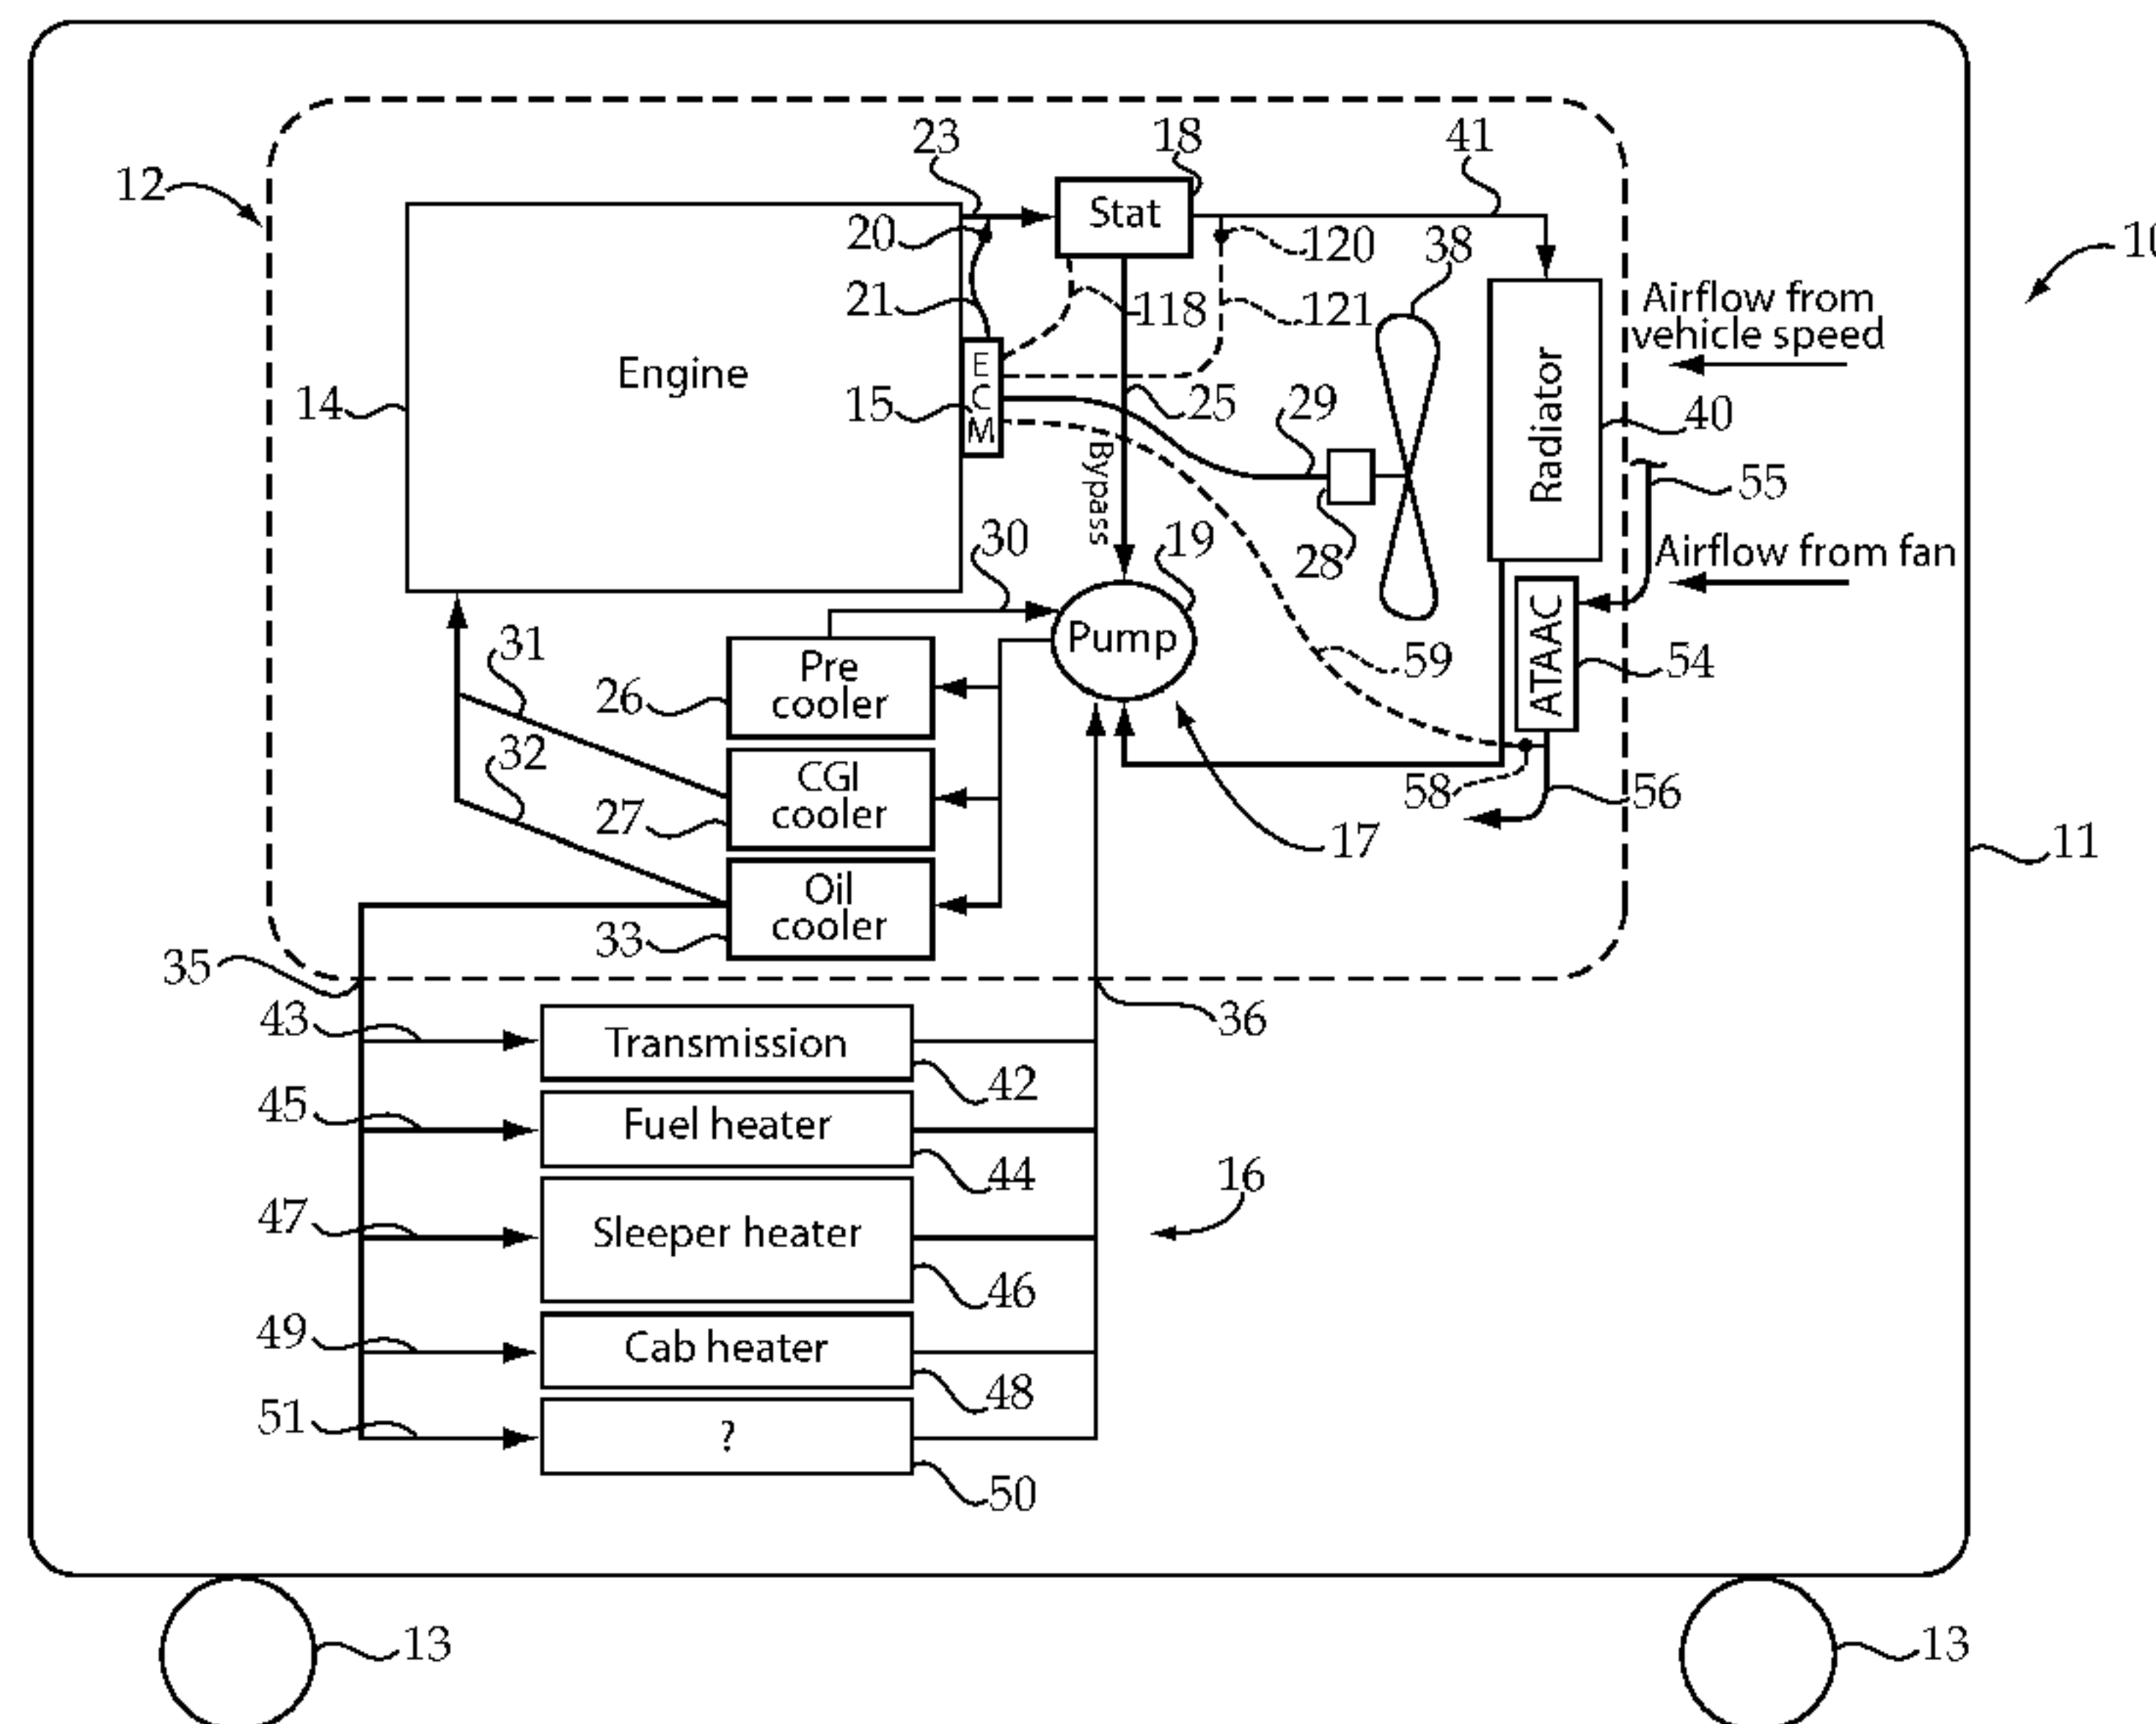 23
18
41
12
Stat
20
120
38
10
21
118
121
Airflow from
vehicle speed
Engine
E
C
M
14
15
25
29
Radiator
40
Bypass
55
30
19
28
Airflow from fan
31
Pre
cooler
Pump
59
ATAAC
54
26
32
CGI
cooler
58
56
27
17
11
Oil
cooler
33
35
36
43
Transmission
42
45
Fuel heater
44
16
47
Sleeper heater
46
49
Cab heater
48
51
?
50
13
13